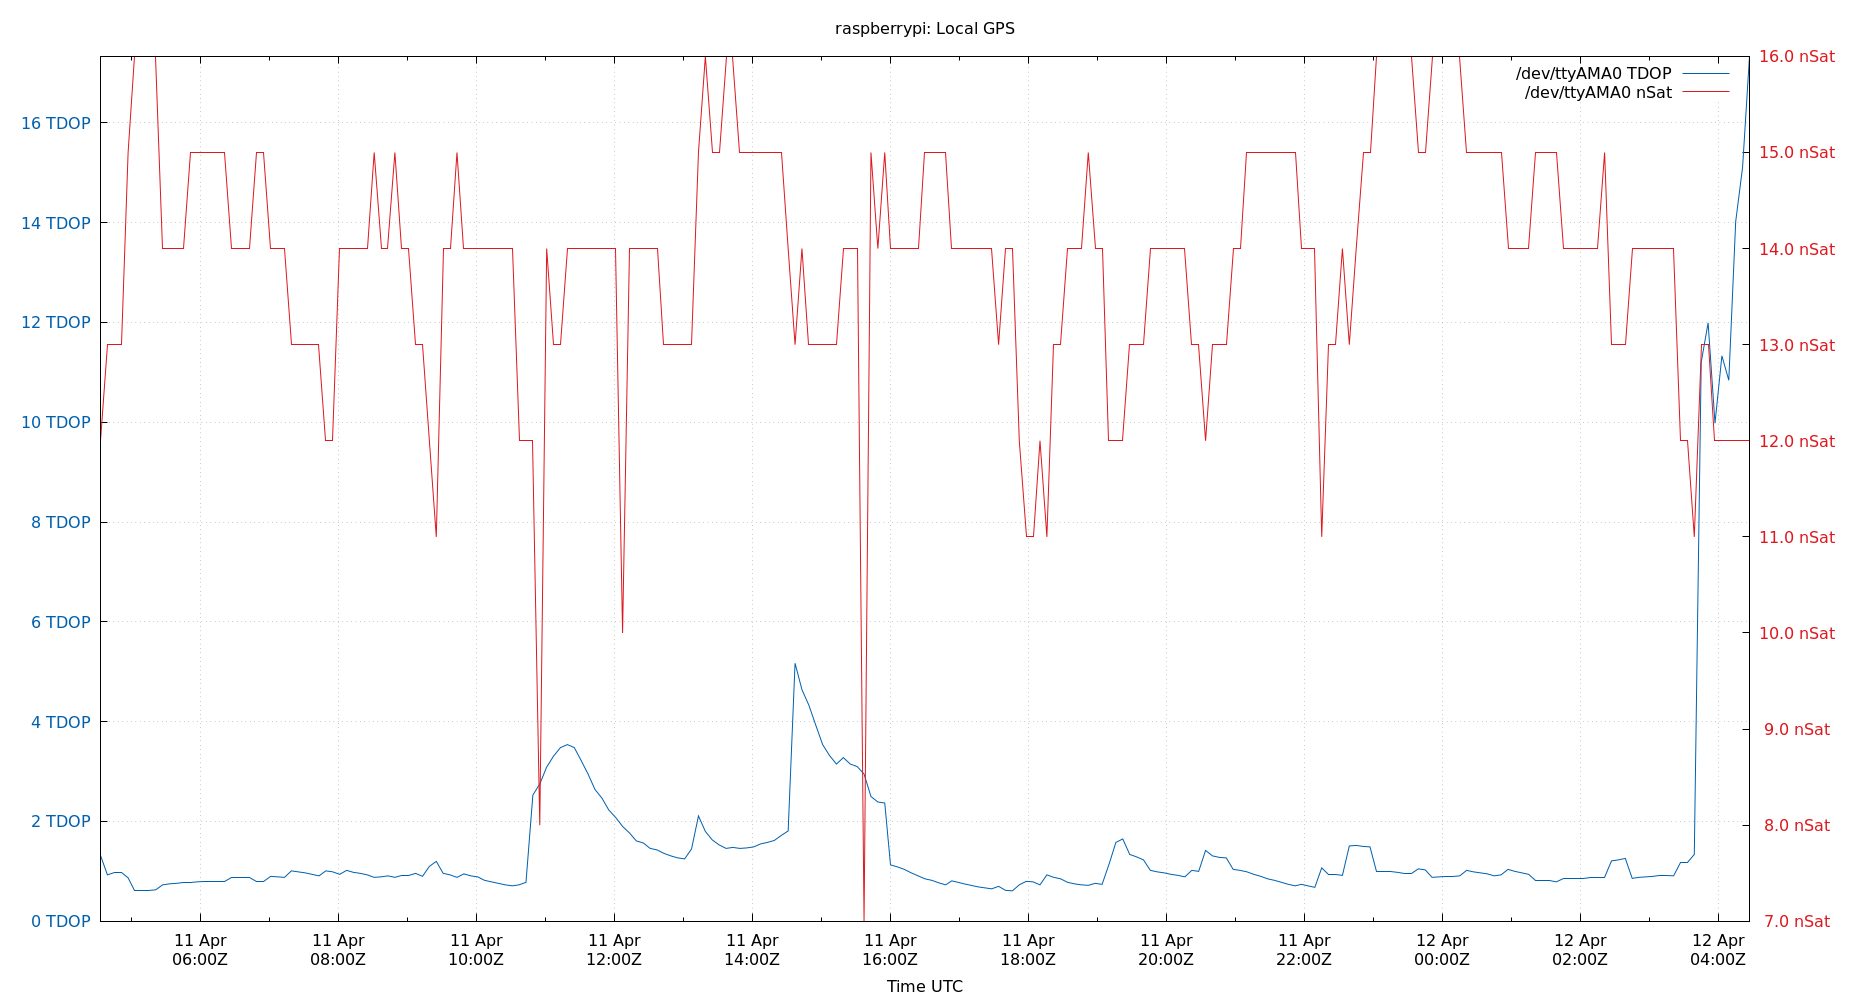 raspberrypi: Local GPS
/dev/ttyAMA0 TDOP
/dev/ttyAMA0 nSat
16 TDOP
14 TDOP
12 TDOP
10 TDOP
8 TDOP
6 TDOP
4 TDOP
2 TDOP
0 TDOP
16.0 nSat
15.0 nSat
14.0 nSat
13.0 nSat
12.0 nSat
11.0 nSat
10.0 nSat
9.0 nSat
8.0 nSat
7.0 nSat
11 Apr 11 Apr 11 Apr 11 Apr 11 Apr 11 Apr 11 Apr 11 Apr 11 Apr 12 Apr 12 Apr 12 Apr
06:00Z 08:00Z 10:00Z 12:00Z 14:00Z 16:00Z 18:00Z 20:00Z 22:00Z 00:00Z 02:00Z 04:00Z
Time UTC